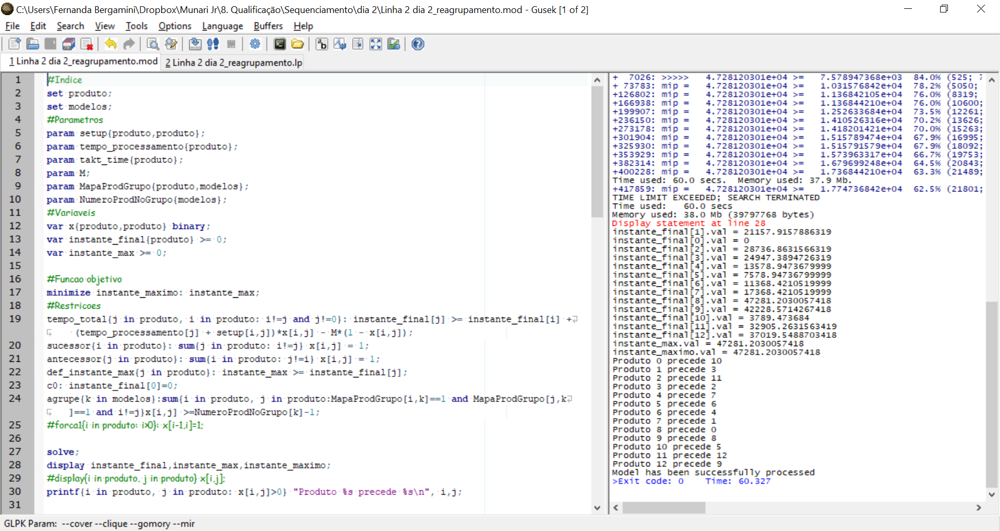 C:\Users\Fernanda Bergamini\Dropbox\Munari Jr\8. Qualificação\Sequenciamento\dia 2\Linha 2 dia 2_reagrupamento.mod - Gusek [1 of 2]
File Edit Search View Tools Options Language Buffers Help
1 Linha 2 dia 2_reagrupamento.mod 2 Linha 2 dia 2_reagrupamento.lp
1 #Indice
2 set produto;
3 set modelos;
4 #Parametros
5 param setup{produto,produto};
6 param tempo_processamento{produto};
7 param takt_time{produto};
8 param M;
9 param MapaProdGrupo{produto,modelos};
10 param NumeroProdNoGrupo{modelos};
11 #Variaveis
12 var x{produto,produto} binary;
13 var instante_final{produto} >= 0;
14 var instante_max >= 0;
15
16 #Funcao objetivo
17 minimize instante_maximo: instante_max;
18 #Restricoes
19 tempo_total{j in produto, i in produto: i!=j and j!=0}: instante_final[j] >= instante_final[i] +
(tempo_processamento[j] + setup[i,j])*x[i,j] - M*(1 - x[i,j]);
20 sucessor{i in produto}: sum{j in produto: i!=j} x[i,j] = 1;
21 antecessor{j in produto}: sum{i in produto: j!=i} x[i,j] = 1;
22 def_instante_max{j in produto}: instante_max >= instante_final[j];
23 c0: instante_final[0]=0;
24 agrupe{k in modelos}:sum{i in produto, j in produto:MapaProdGrupo[i,k]==1 and MapaProdGrupo[j,k
]==1 and i!=j}x[i,j] >=NumeroProdNoGrupo[k]-1;
25 #forca1{i in produto: i>0}: x[i-1,i]=1;
26
27 solve;
28 display instante_final,instante_max,instante_maximo;
29 #display{i in produto, j in produto} x[i,j];
30 printf{i in produto, j in produto: x[i,j]>0} "Produto %s precede %s\n", i,j;
31
+ 7026: >>>>> 4.728120301e+04 >= 7.578947368e+03 84.0% (525; 7
+ 73783: mip = 4.728120301e+04 >= 1.031576842e+04 78.2% (5050;
+126802: mip = 4.728120301e+04 >= 1.136842105e+04 76.0% (8319;
+166938: mip = 4.728120301e+04 >= 1.136844210e+04 76.0% (10600;
+199907: mip = 4.728120301e+04 >= 1.252633684e+04 73.5% (12261;
+236150: mip = 4.728120301e+04 >= 1.410526316e+04 70.2% (13626;
+273178: mip = 4.728120301e+04 >= 1.418201421e+04 70.0% (15263;
+301904: mip = 4.728120301e+04 >= 1.515789474e+04 67.9% (16995;
+325930: mip = 4.728120301e+04 >= 1.515791579e+04 67.9% (18092;
+353929: mip = 4.728120301e+04 >= 1.573963317e+04 66.7% (19753;
+382314: mip = 4.728120301e+04 >= 1.679699248e+04 64.5% (20843;
+400228: mip = 4.728120301e+04 >= 1.736844210e+04 63.3% (21489;
Time used: 60.0 secs. Memory used: 37.9 Mb.
+417859: mip = 4.728120301e+04 >= 1.774736842e+04 62.5% (21801;
TIME LIMIT EXCEEDED; SEARCH TERMINATED
Time used: 60.0 secs
Memory used: 38.0 Mb (39797768 bytes)
Display statement at line 28
instante_final[1].val = 21157.9157886319
instante_final[0].val = 0
instante_final[2].val = 28736.8631566319
instante_final[3].val = 24947.3894726319
instante_final[4].val = 13578.9473679999
instante_final[5].val = 7578.94736799999
instante_final[6].val = 11368.4210519999
instante_final[7].val = 17368.4210519999
instante_final[8].val = 47281.2030057418
instante_final[9].val = 42228.5714267418
instante_final[10].val = 3789.473684
instante_final[11].val = 32905.2631563419
instante_final[12].val = 37019.5488703418
instante_max.val = 47281.2030057418
instante_maximo.val = 47281.2030057418
Produto 0 precede 10
Produto 1 precede 3
Produto 2 precede 11
Produto 3 precede 2
Produto 4 precede 7
Produto 5 precede 6
Produto 6 precede 4
Produto 7 precede 1
Produto 8 precede 0
Produto 9 precede 8
Produto 10 precede 5
Produto 11 precede 12
Produto 12 precede 9
Model has been successfully processed
>Exit code: 0 Time: 60.327
GLPK Param: --cover --clique --gomory --mir